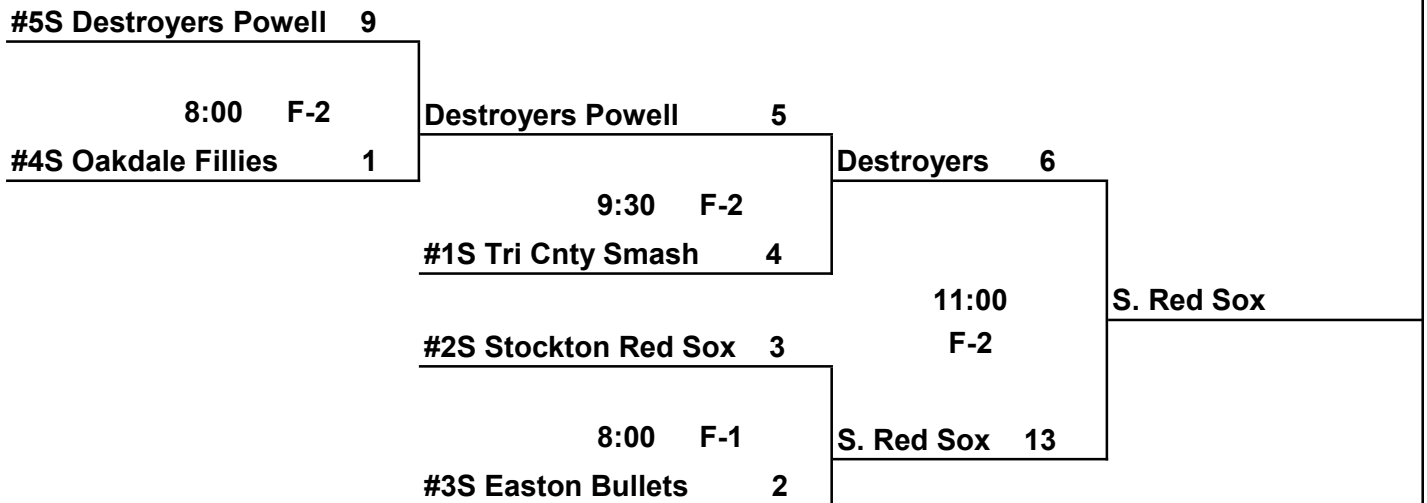 #5S Destroyers Powell 9
8:00 F-2
Destroyers Powell 5
#4S Oakdale Fillies 1
Destroyers 6
9:30 F-2
#1S Tri Cnty Smash 4
11:00
S. Red Sox
F-2
#2S Stockton Red Sox 3
8:00 F-1
S. Red Sox 13
#3S Easton Bullets 2